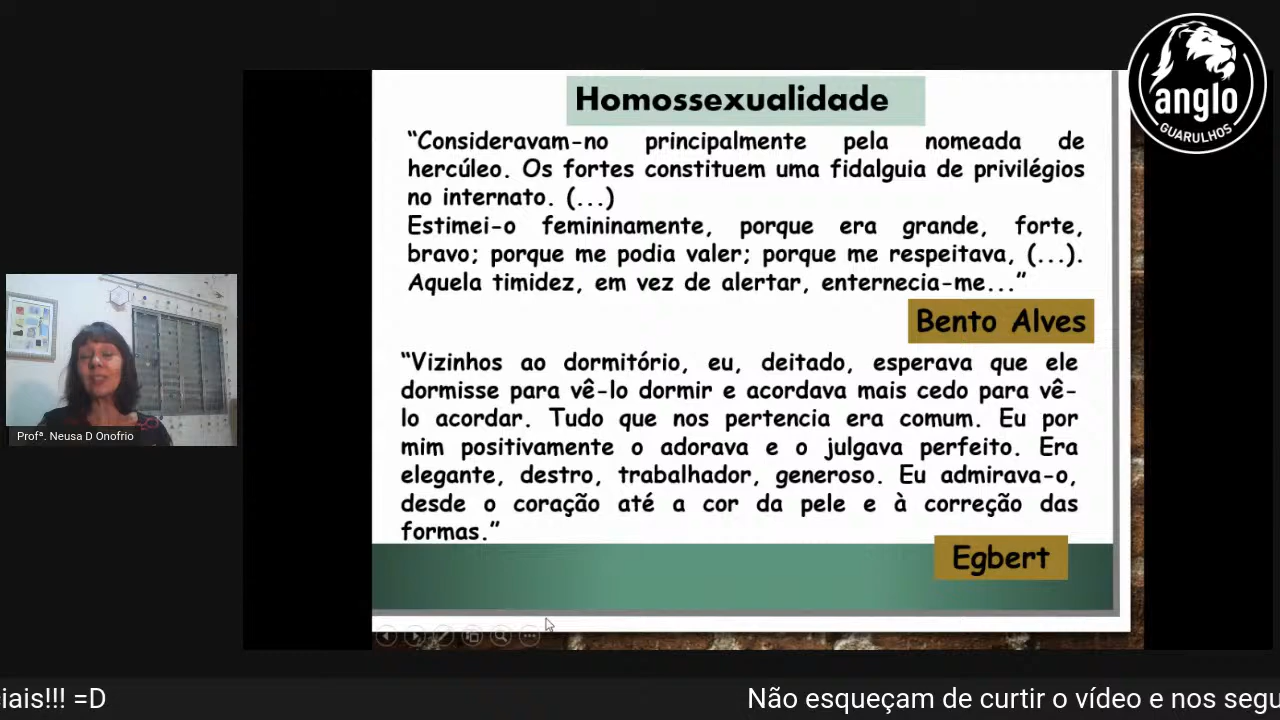 anglo
GUARULHOS
Homossexualidade
“Consideravam-no principalmente pela nomeada de
hercúleo. Os fortes constituem uma fidalguia de privilégios
no internato. (...)
Estimei-o femininamente, porque era grande, forte,
bravo; porque me podia valer; porque me respeitava, (...).
Aquela timidez, em vez de alertar, enternecia-me...”
Bento Alves
“Vizinhos ao dormitório, eu, deitado, esperava que ele
dormisse para vê-lo dormir e acordava mais cedo para vê-
lo acordar. Tudo que nos pertencia era comum. Eu por
mim positivamente o adorava e o julgava perfeito. Era
elegante, destro, trabalhador, generoso. Eu admirava-o,
desde o coração até a cor da pele e à correção das
formas.”
Egbert
Profª. Neusa D Onofrio
ciais!!! =D
Não esqueçam de curtir o vídeo e nos segu